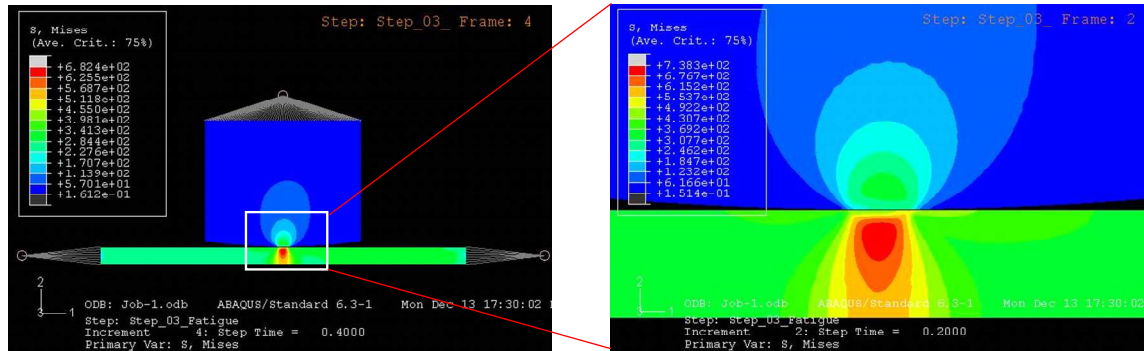 Step: Step_03_ Frame: 4
S, Mises
(Ave. Crit.: 75%)
+6.824e+02
+6.255e+02
+5.687e+02
+5.118e+02
+4.550e+02
+3.981e+02
+3.413e+02
+2.844e+02
+2.276e+02
+1.707e+02
+1.139e+02
+5.701e+01
+1.612e-01
2
3
1
ODB: Job-1.odb ABAQUS/Standard 6.3-1 Mon Dec 13 17:30:02
Step: Step_03_Fatigue
Increment 4: Step Time = 0.4000
Primary Var: S, Mises
Step: Step_03_ Frame: 2
S, Mises
(Ave. Crit.: 75%)
+7.383e+02
+6.767e+02
+6.152e+02
+5.537e+02
+4.922e+02
+4.307e+02
+3.692e+02
+3.077e+02
+2.462e+02
+1.847e+02
+1.232e+02
+6.166e+01
+1.514e-01
2
3
1
ODB: Job-1.odb ABAQUS/Standard 6.3-1 Mon Dec 13 17:30:02
Step: Step_03_Fatigue
Increment 2: Step Time = 0.2000
Primary Var: S, Mises